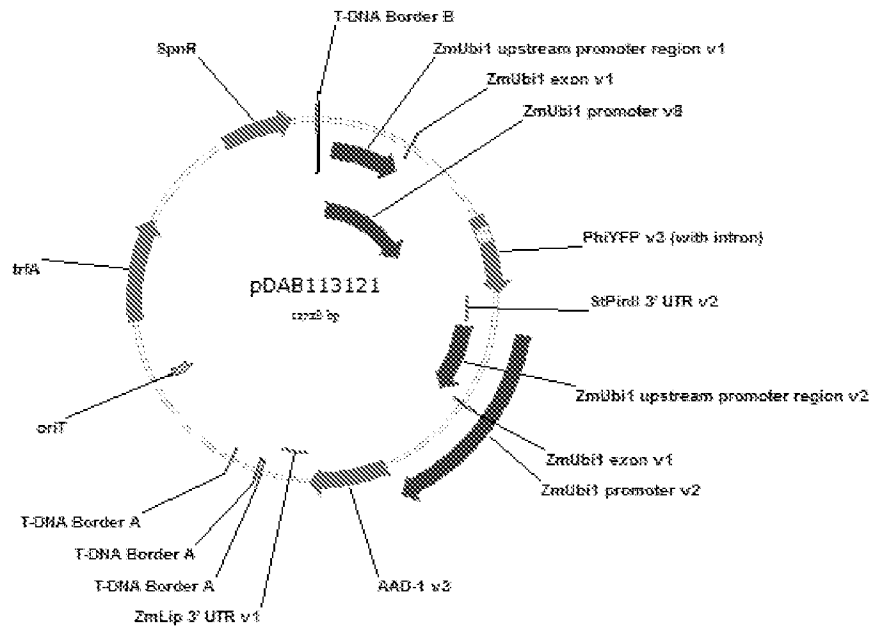 T-DNA Border B
SpnR
ZmUbi1 upstream promoter region v1
ZmUbi1 exon v1
ZmUbi1 promoter v8
PhiYFP v3 (with intron)
trfA
pDAB113121
bp
StPinII 3' UTR v2
ZmUbi1 upstream promoter region v2
oriT
ZmUbi1 exon v1
ZmUbi1 promoter v2
T-DNA Border A
T-DNA Border A
T-DNA Border A
AAD-1 v3
ZmLip 3' UTR v1